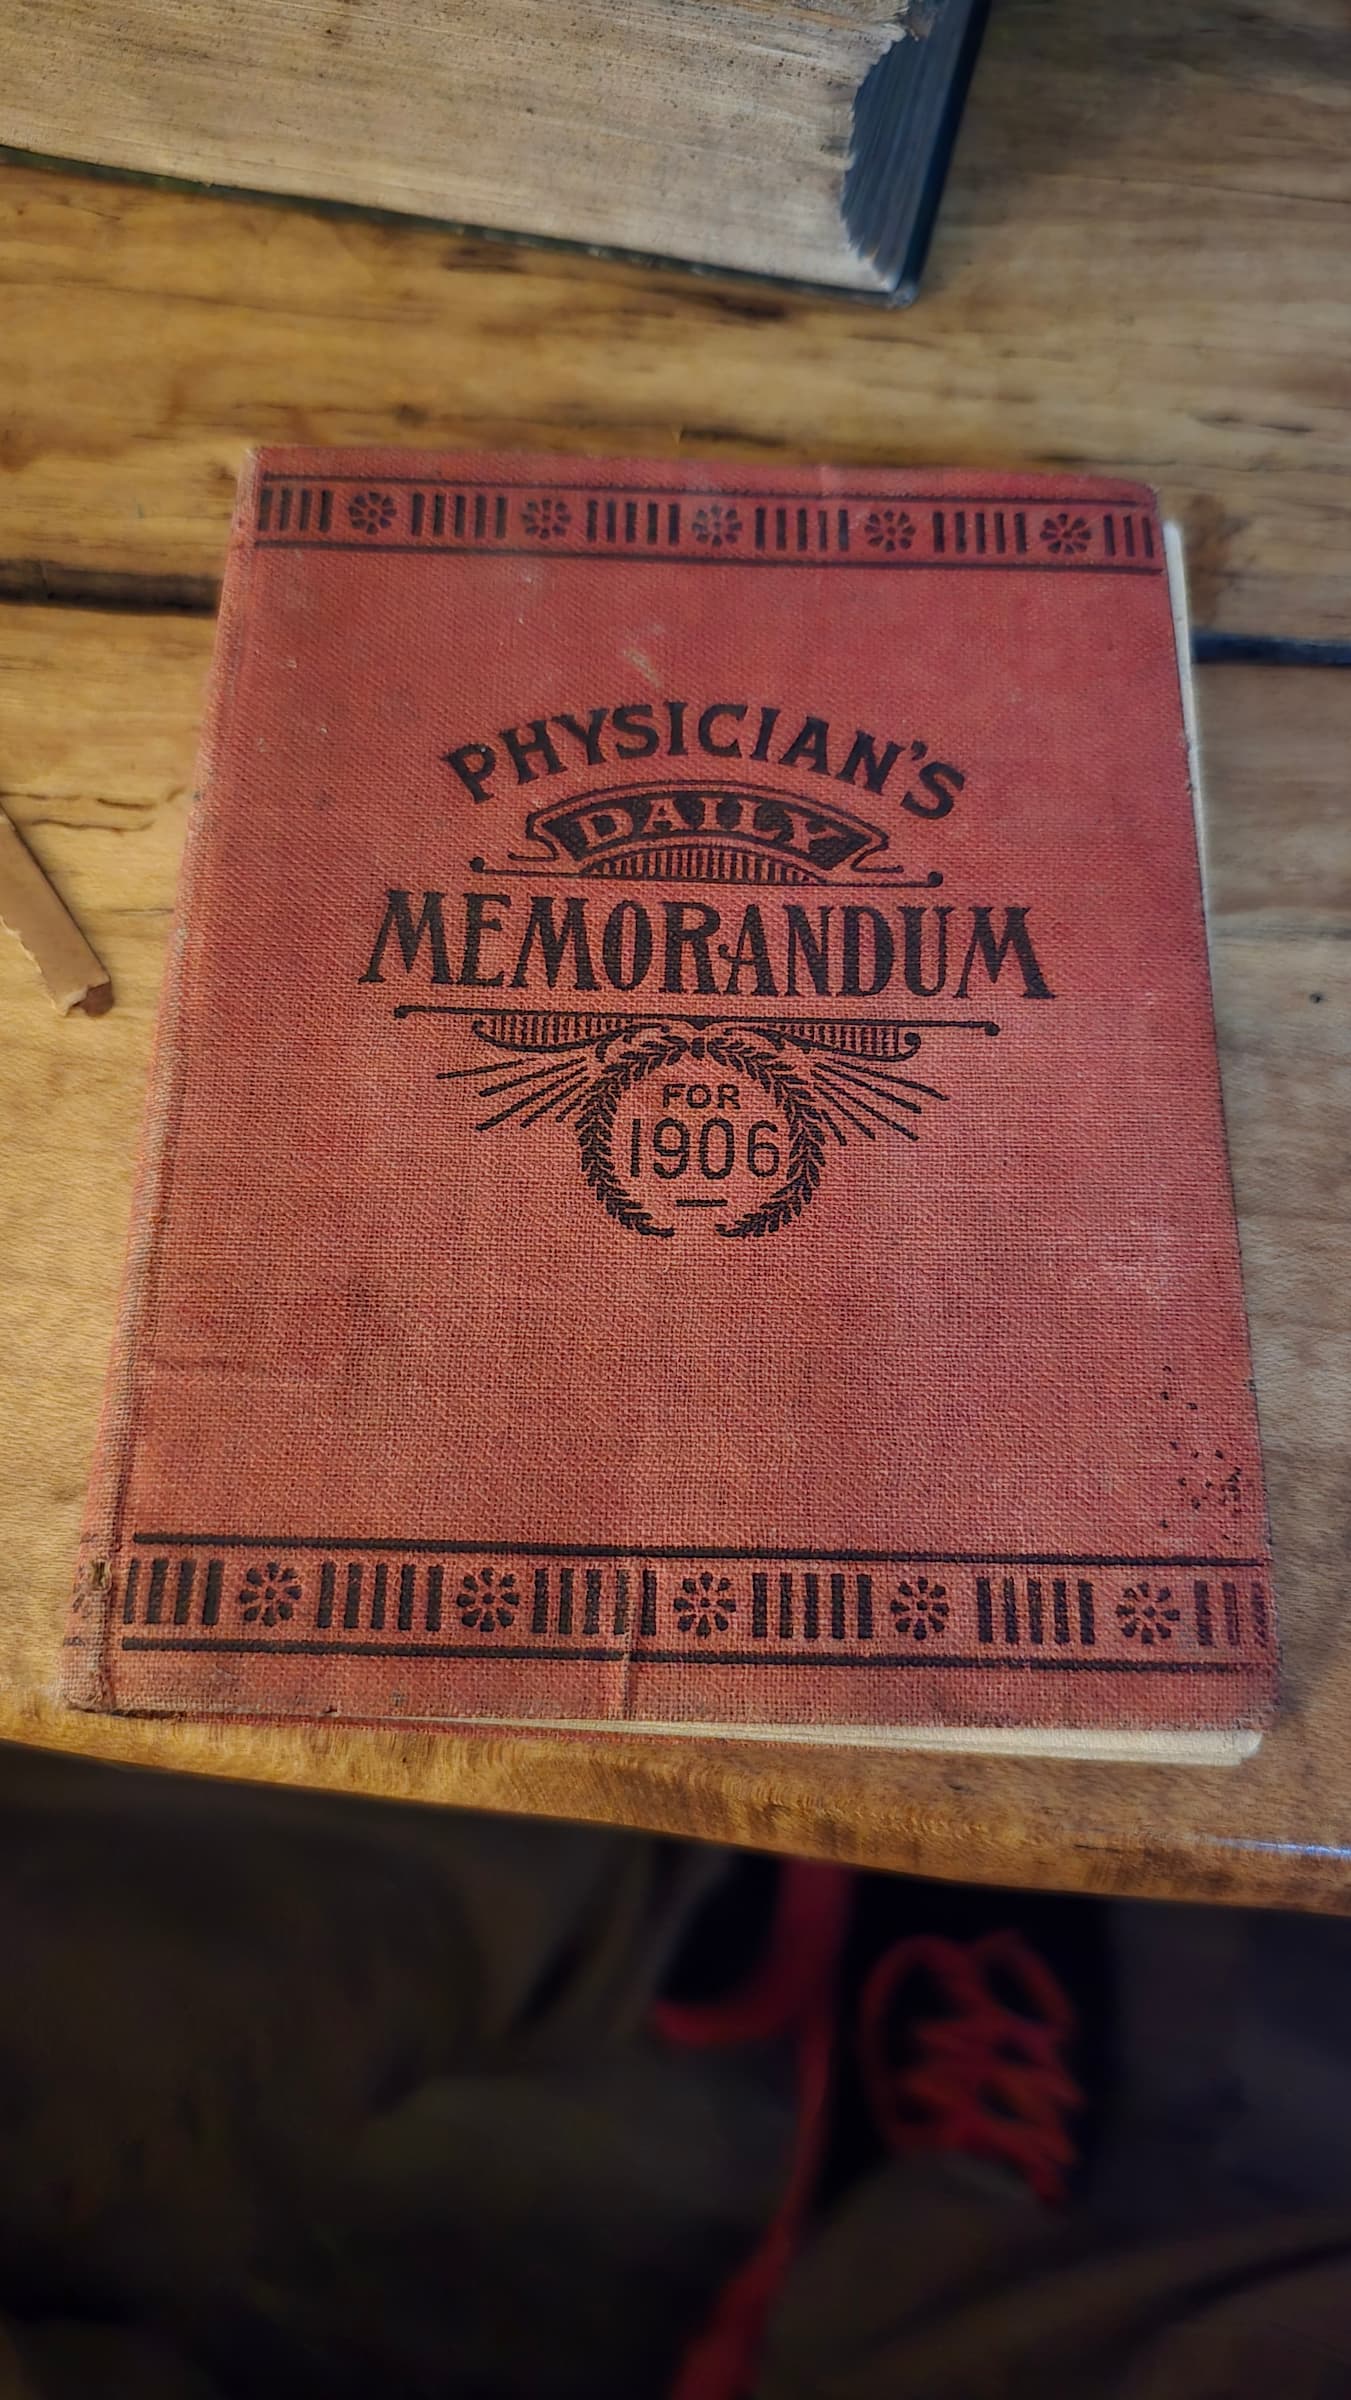 PHYSICIAN'S
DAILY
MEMORANDUM
FOR
1906